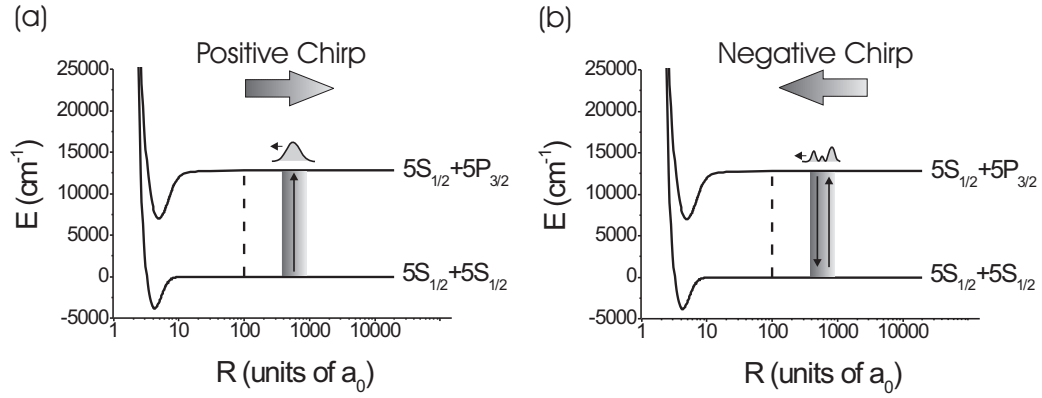 (a)
Positive Chirp
25000
20000
15000
10000
5000
0
-5000
E (cm⁻¹)
5S₁/₂+5P₃/₂
5S₁/₂+5S₁/₂
1 10 100 1000 10000
R (units of a₀)
(b)
Negative Chirp
25000
20000
15000
10000
5000
0
-5000
E (cm⁻¹)
5S₁/₂+5P₃/₂
5S₁/₂+5S₁/₂
1 10 100 1000 10000
R (units of a₀)